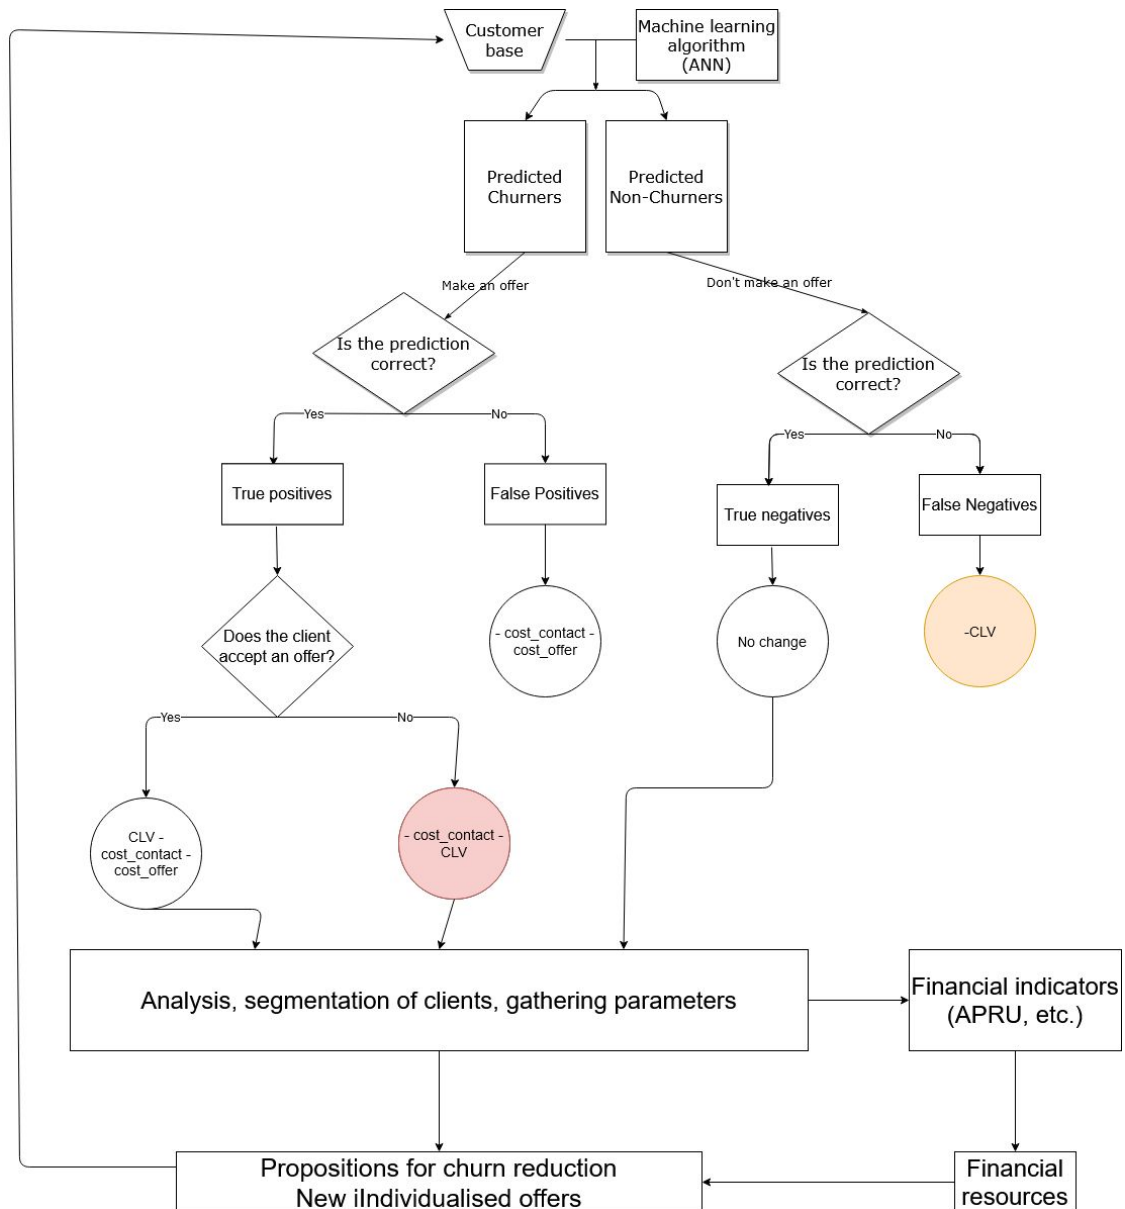 Customer
base
Machine learning
algorithm
(ANN)
Predicted
Churners
Predicted
Non-Churners
Make an offer
Don't make an offer
Is the prediction
correct?
Is the prediction
correct?
Yes
No
Yes
No
True positives
False Positives
True negatives
False Negatives
Does the client
accept an offer?
- cost_contact -
cost_offer
No change
-CLV
Yes
No
CLV -
cost_contact -
cost_offer
- cost_contact -
CLV
Analysis, segmentation of clients, gathering parameters
Financial indicators
(APRU, etc.)
Propositions for churn reduction
New iIndividualised offers
Financial
resources